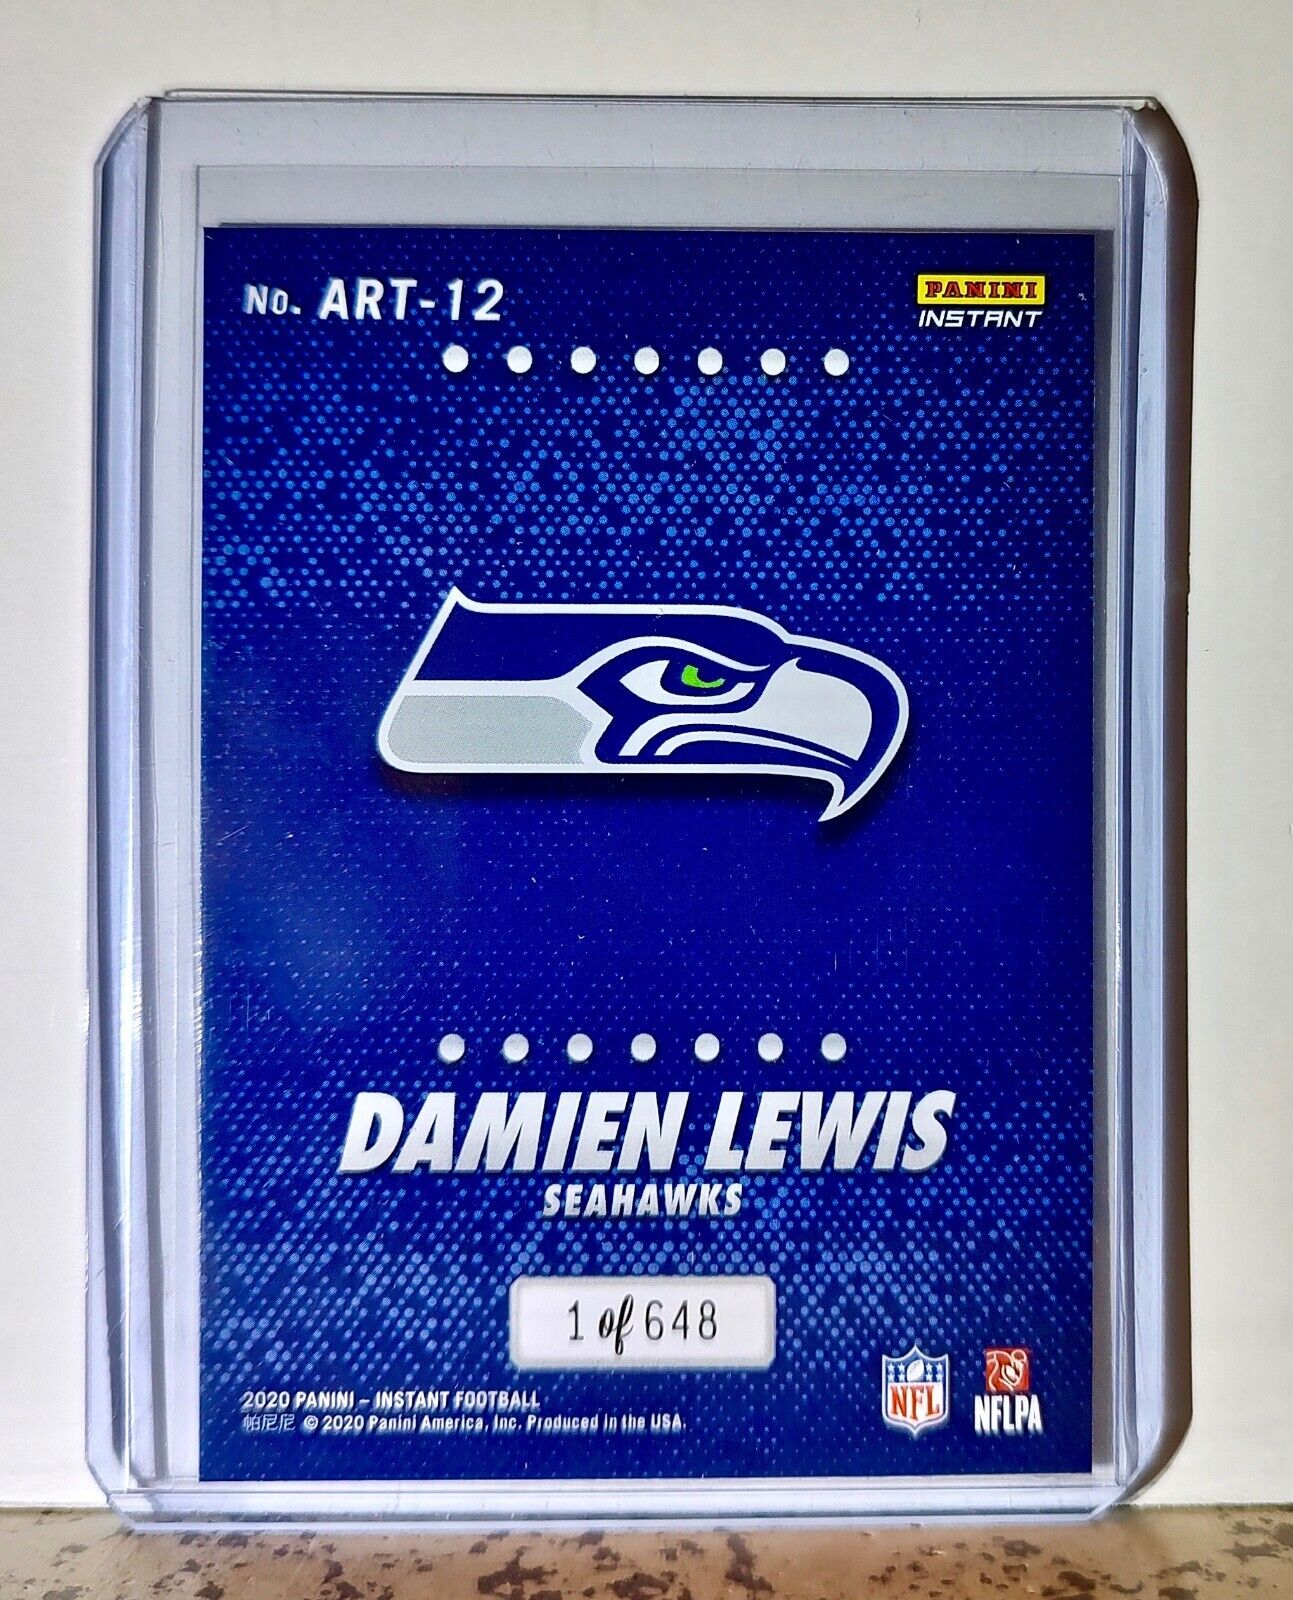 No. ART-12
PANINI
INSTANT
DAMIEN LEWIS
SEAHAWKS
1 of 648
2020 PANINI – INSTANT FOOTBALL
帕尼尼 © 2020 Panini America, Inc. Produced in the USA.
NFL
NFLPA